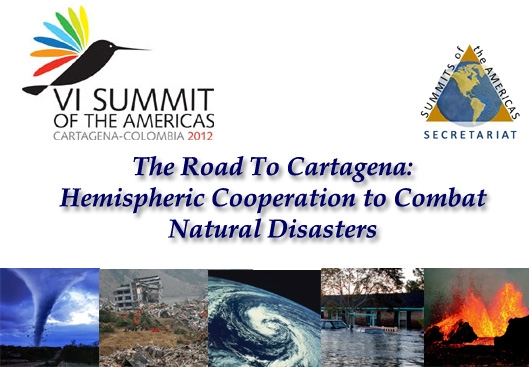 VI SUMMIT
OF THE AMERICAS
CARTAGENA-COLOMBIA 2012
SUMMITS of the AMERICAS
SECRETARIAT
The Road To Cartagena:
Hemispheric Cooperation to Combat
Natural Disasters